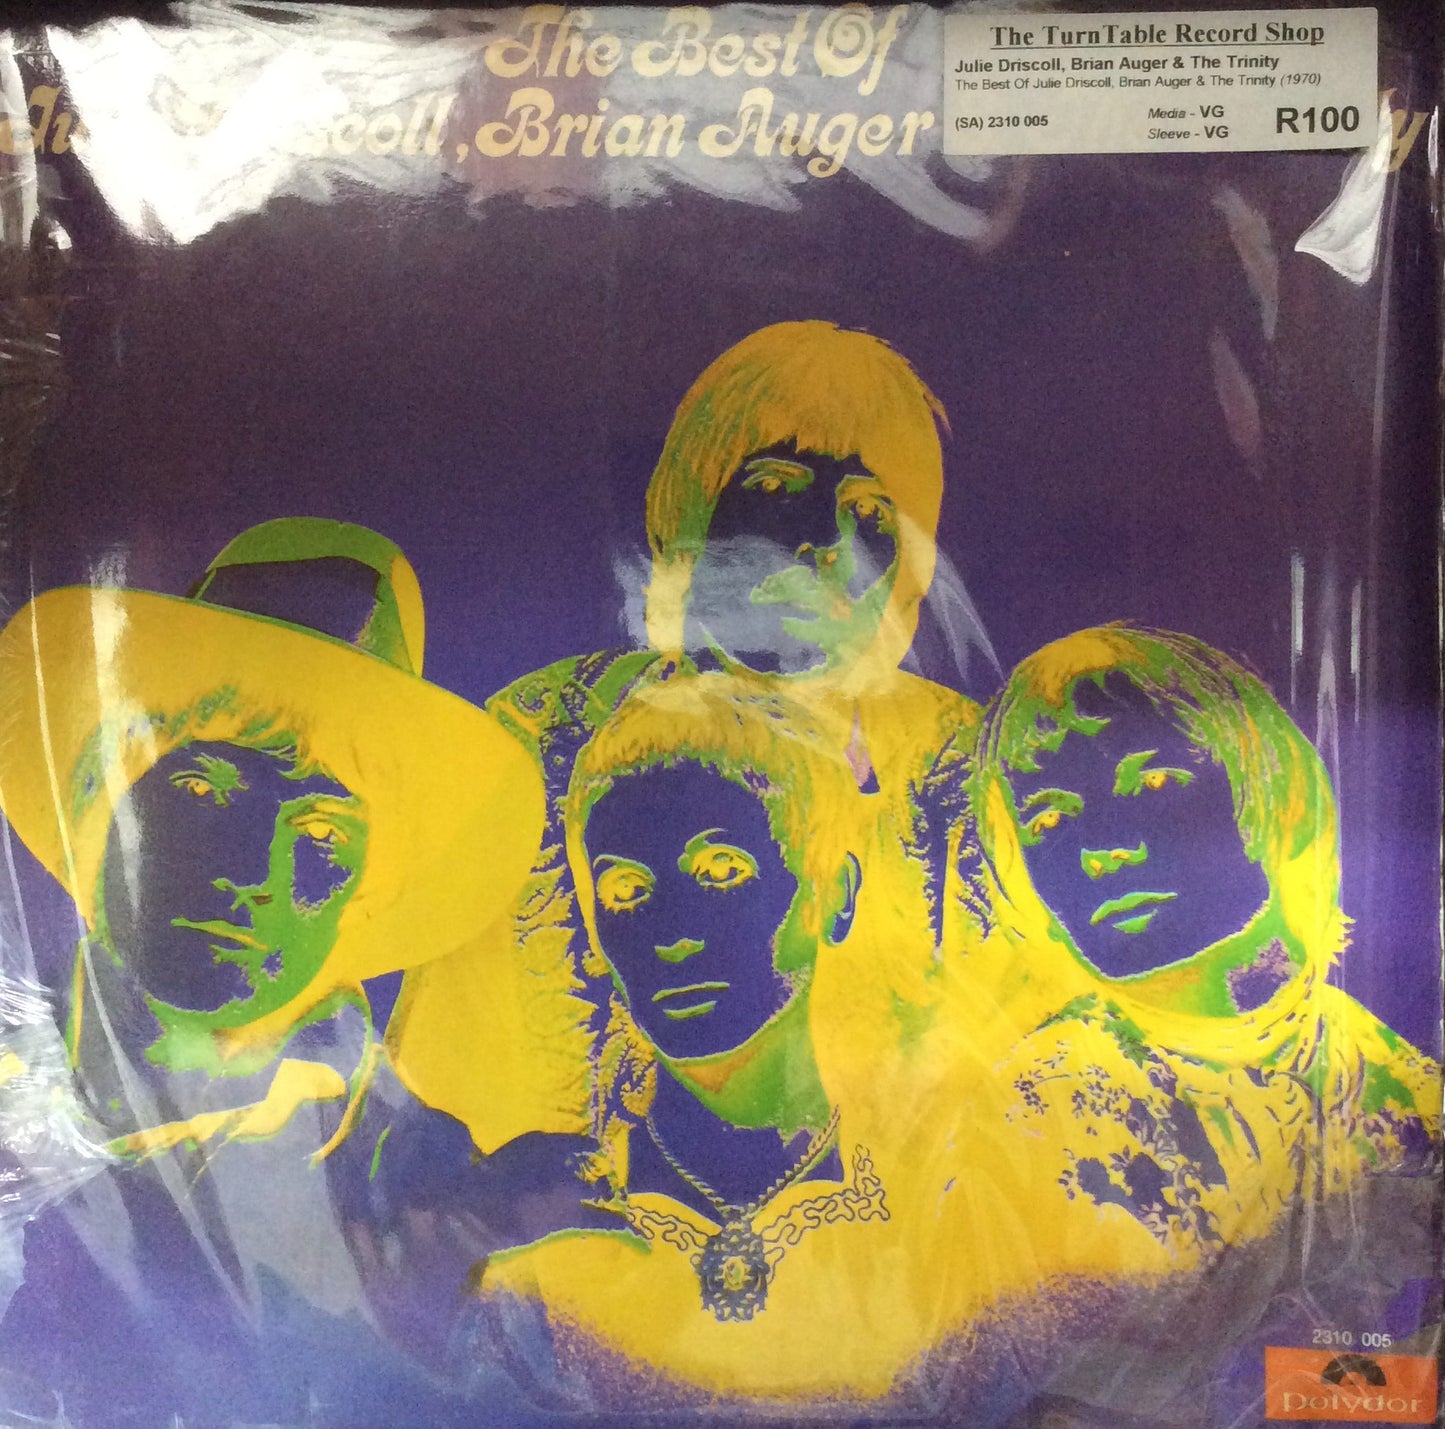 The Best Of
Driscoll, Brian Auger
The TurnTable Record Shop
Julie Driscoll, Brian Auger & The Trinity
The Best Of Julie Driscoll, Brian Auger & The Trinity (1970)
(SA) 2310 005
Media - VG
Sleeve - VG
R100
2310 005
polydor